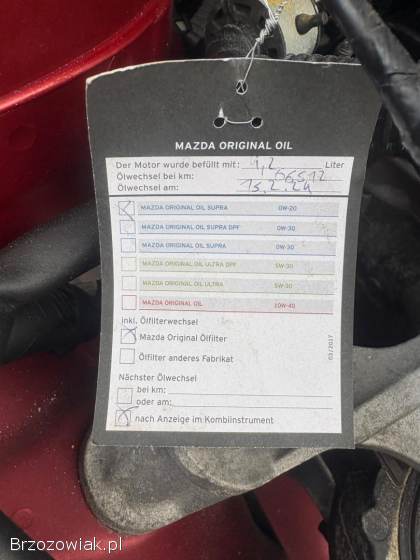 MAZDA ORIGINAL OIL
Der Motor wurde befüllt mit: 4,2 Liter
Ölwechsel bei km: 66512
Ölwechsel am: 15.2.24
MAZDA ORIGINAL OIL SUPRA 0W-20
MAZDA ORIGINAL OIL SUPRA DPF 0W-30
MAZDA ORIGINAL OIL SUPRA 0W-30
MAZDA ORIGINAL OIL ULTRA DPF 5W-30
MAZDA ORIGINAL OIL ULTRA 5W-30
MAZDA ORIGINAL OIL 10W-40
inkl. Ölfilterwechsel
Mazda Original Ölfilter
Ölfilter anderes Fabrikat
03/2017
Nächster Ölwechsel
bei km:
oder am:
nach Anzeige im Kombiinstrument
Brzozowiak.pl